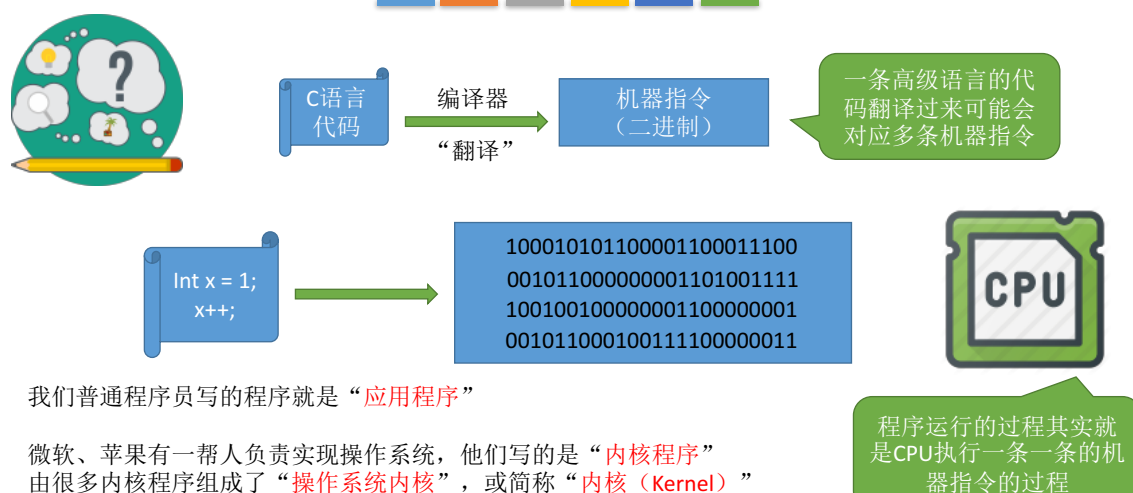 ?
C语言
代码
编译器
“翻译”
机器指令
（二进制）
一条高级语言的代
码翻译过来可能会
对应多条机器指令
Int x = 1;
x++;
100010101100001100011100
001011000000001101001111
100100100000001100000001
001011000100111100000011
CPU
我们普通程序员写的程序就是“应用程序”
微软、苹果有一帮人负责实现操作系统，他们写的是“内核程序”
由很多内核程序组成了“操作系统内核”，或简称“内核（Kernel）”
程序运行的过程其实就
是CPU执行一条一条的机
器指令的过程